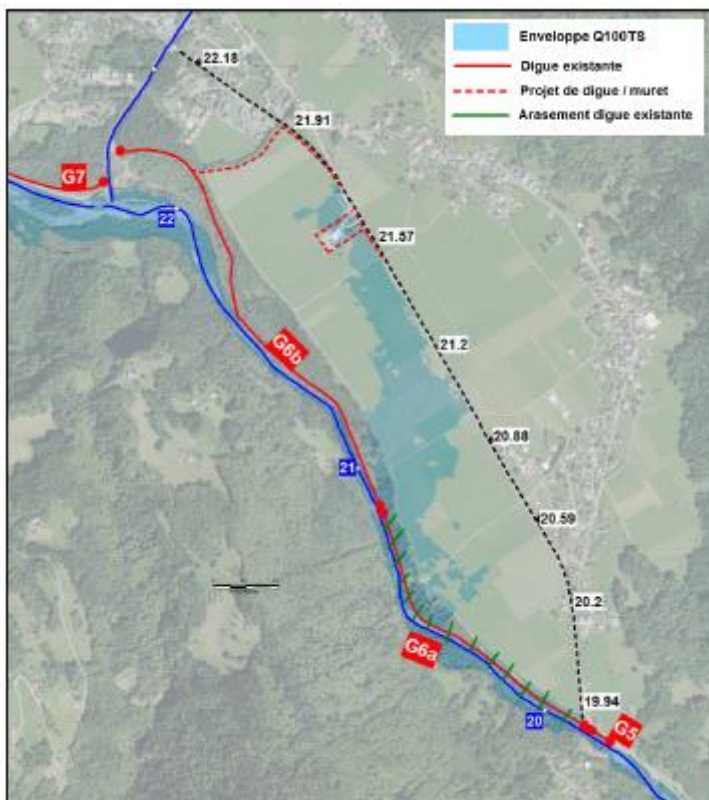 Enveloppe Q100TS
Digue existante
Projet de digue / muret
Arasement digue existante
22.18
21.91
G7
22
21.57
G6b
21.2
20.88
21
20.59
20.2
G6a
19.94
20
G5